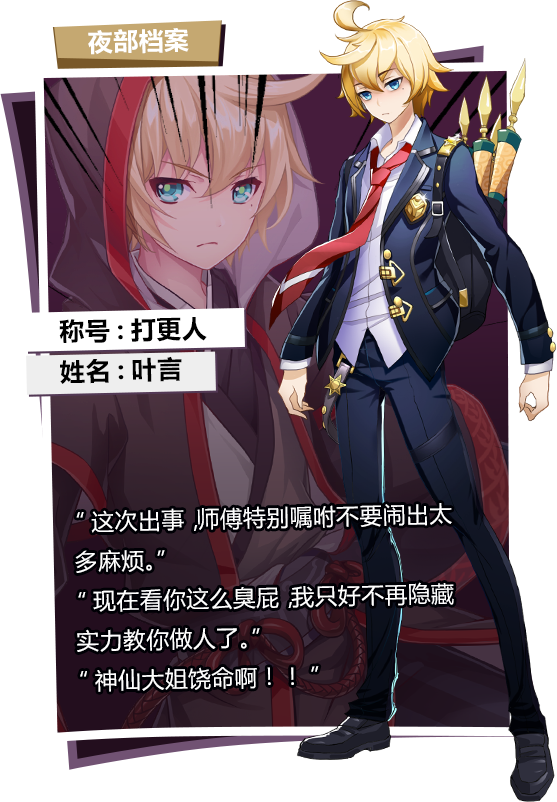 夜部档案
称号：打更人
姓名：叶言
“这次出事，师傅特别嘱咐不要闹出太
多麻烦。”
“现在看你这么臭屁，我只好不再隐藏
实力教你做人了。”
“神仙大姐饶命啊！！”